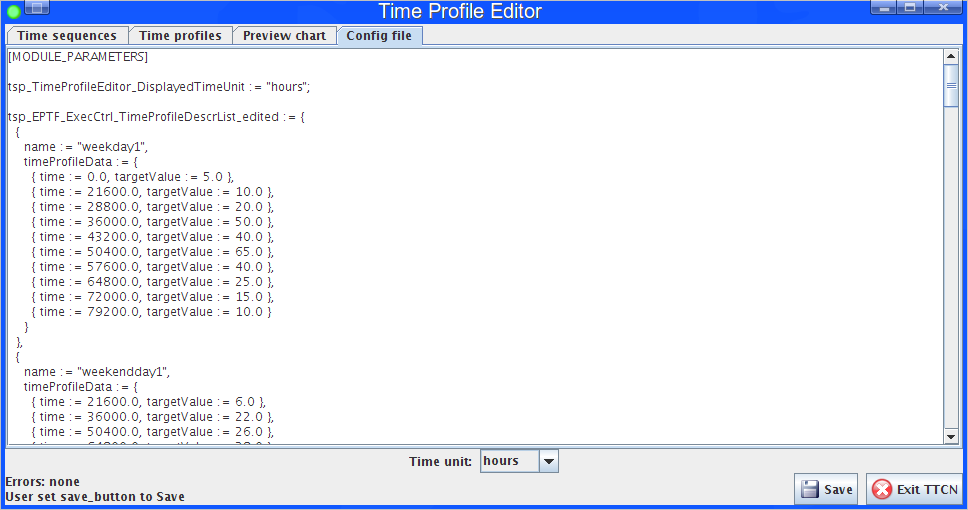 Time Profile Editor
Time sequences Time profiles Preview chart Config file
[MODULE_PARAMETERS]
tsp_TimeProfileEditor_DisplayedTimeUnit := "hours";
tsp_EPTF_ExecCtrl_TimeProfileDescrList_edited := {
{
name := "weekday1",
timeProfileData := {
{ time := 0.0, targetValue := 5.0 },
{ time := 21600.0, targetValue := 10.0 },
{ time := 28800.0, targetValue := 20.0 },
{ time := 36000.0, targetValue := 50.0 },
{ time := 43200.0, targetValue := 40.0 },
{ time := 50400.0, targetValue := 65.0 },
{ time := 57600.0, targetValue := 40.0 },
{ time := 64800.0, targetValue := 25.0 },
{ time := 72000.0, targetValue := 15.0 },
{ time := 79200.0, targetValue := 10.0 }
}
},
{
name := "weekendday1",
timeProfileData := {
{ time := 21600.0, targetValue := 6.0 },
{ time := 36000.0, targetValue := 22.0 },
{ time := 50400.0, targetValue := 26.0 },
Time unit: hours
Errors: none
User set save_button to Save
Save Exit TTCN